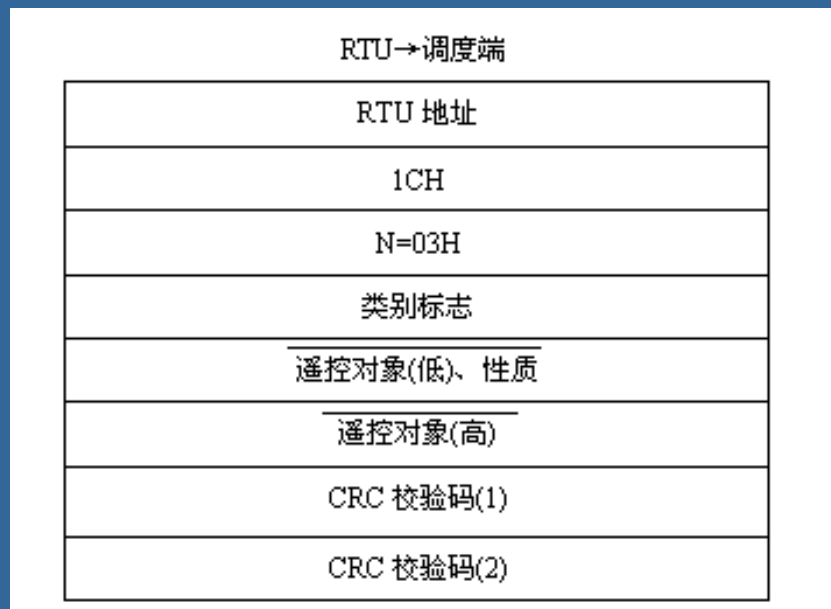 RTU→调度端
RTU 地址
1CH
N=03H
类别标志
遥控对象(低)、性质
遥控对象(高)
CRC 校验码(1)
CRC 校验码(2)